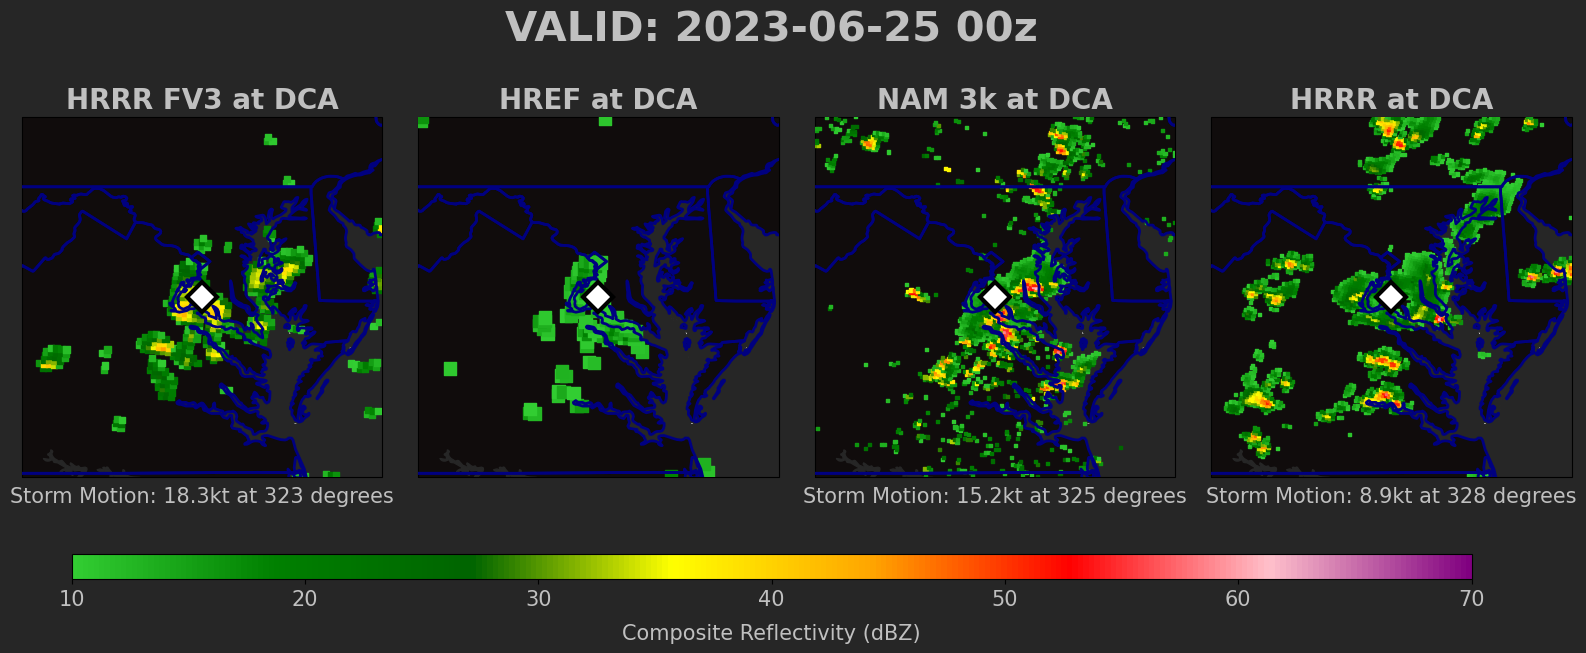 VALID: 2023-06-25 00z
HRRR FV3 at DCA
HREF at DCA
NAM 3k at DCA
HRRR at DCA
Storm Motion: 18.3kt at 323 degrees
Storm Motion: 15.2kt at 325 degrees
Storm Motion: 8.9kt at 328 degrees
10 20 30 40 50 60 70
Composite Reflectivity (dBZ)